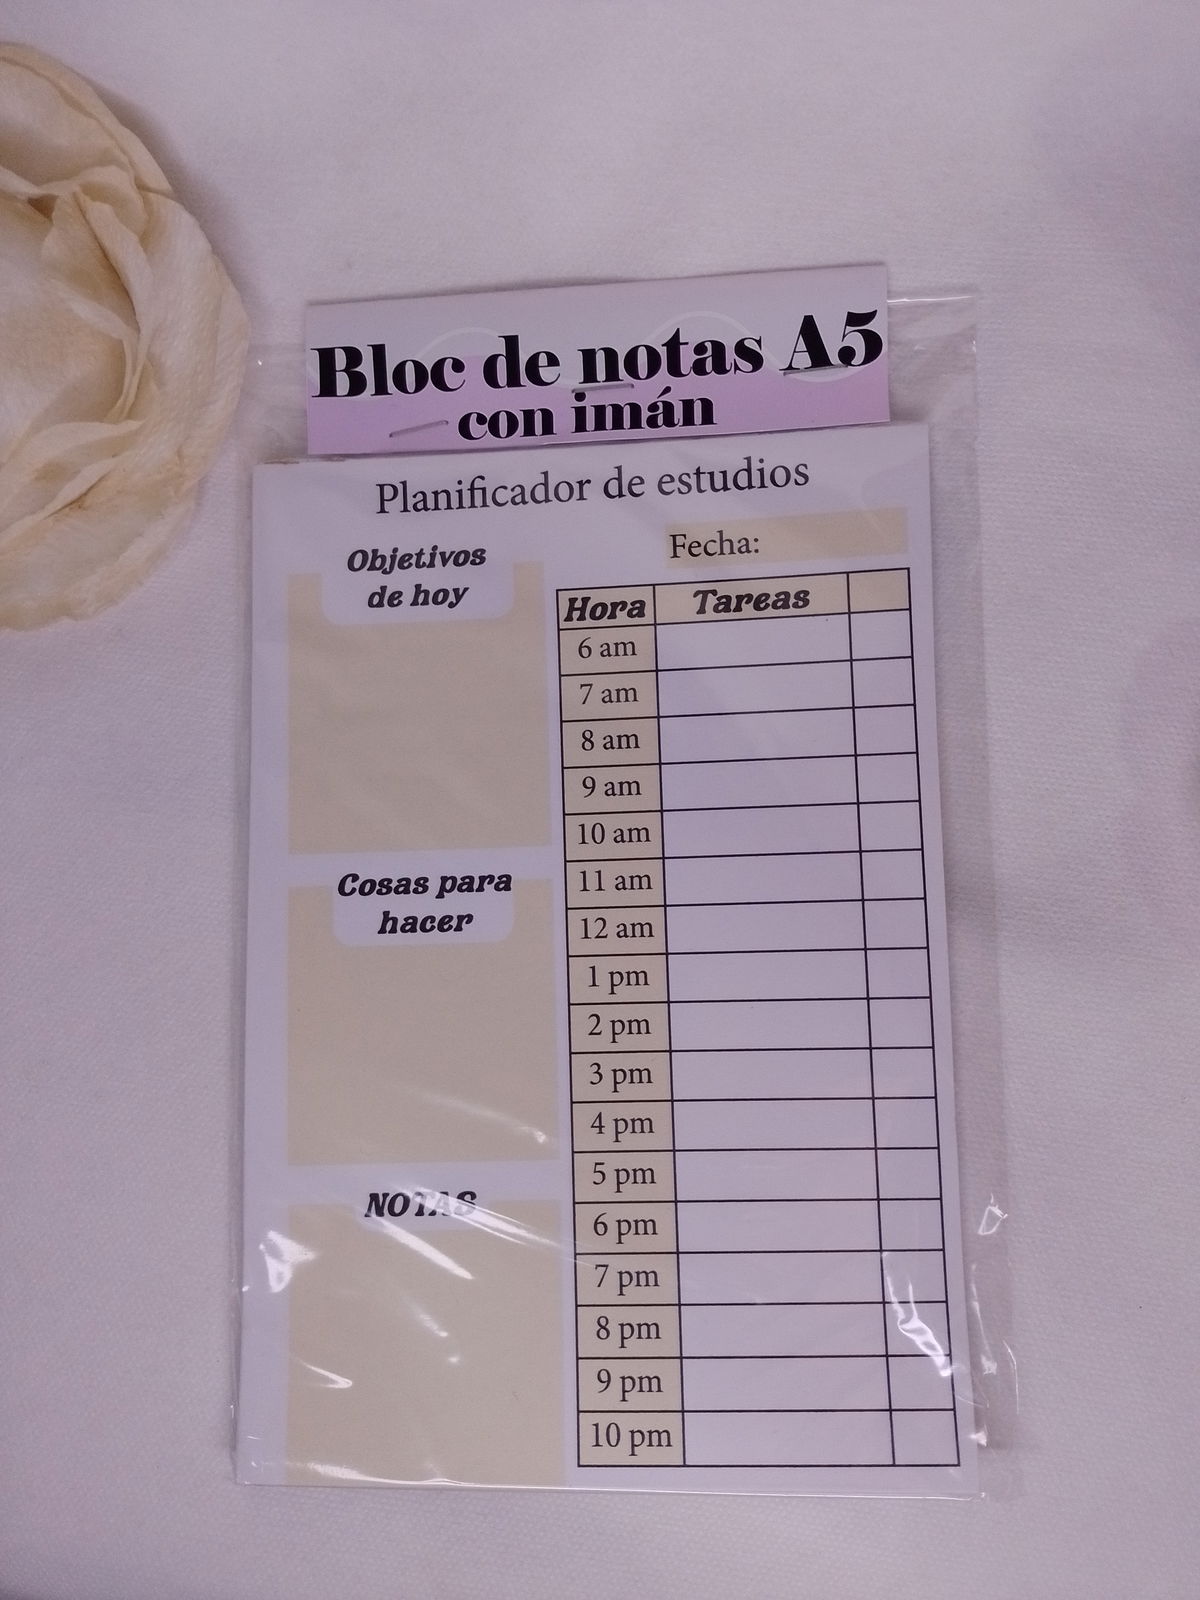 Bloc de notas A5
con imán
Planificador de estudios
Fecha:
Objetivos
de hoy
Cosas para
hacer
NOTAS
Hora Tareas
6 am
7 am
8 am
9 am
10 am
11 am
12 am
1 pm
2 pm
3 pm
4 pm
5 pm
6 pm
7 pm
8 pm
9 pm
10 pm